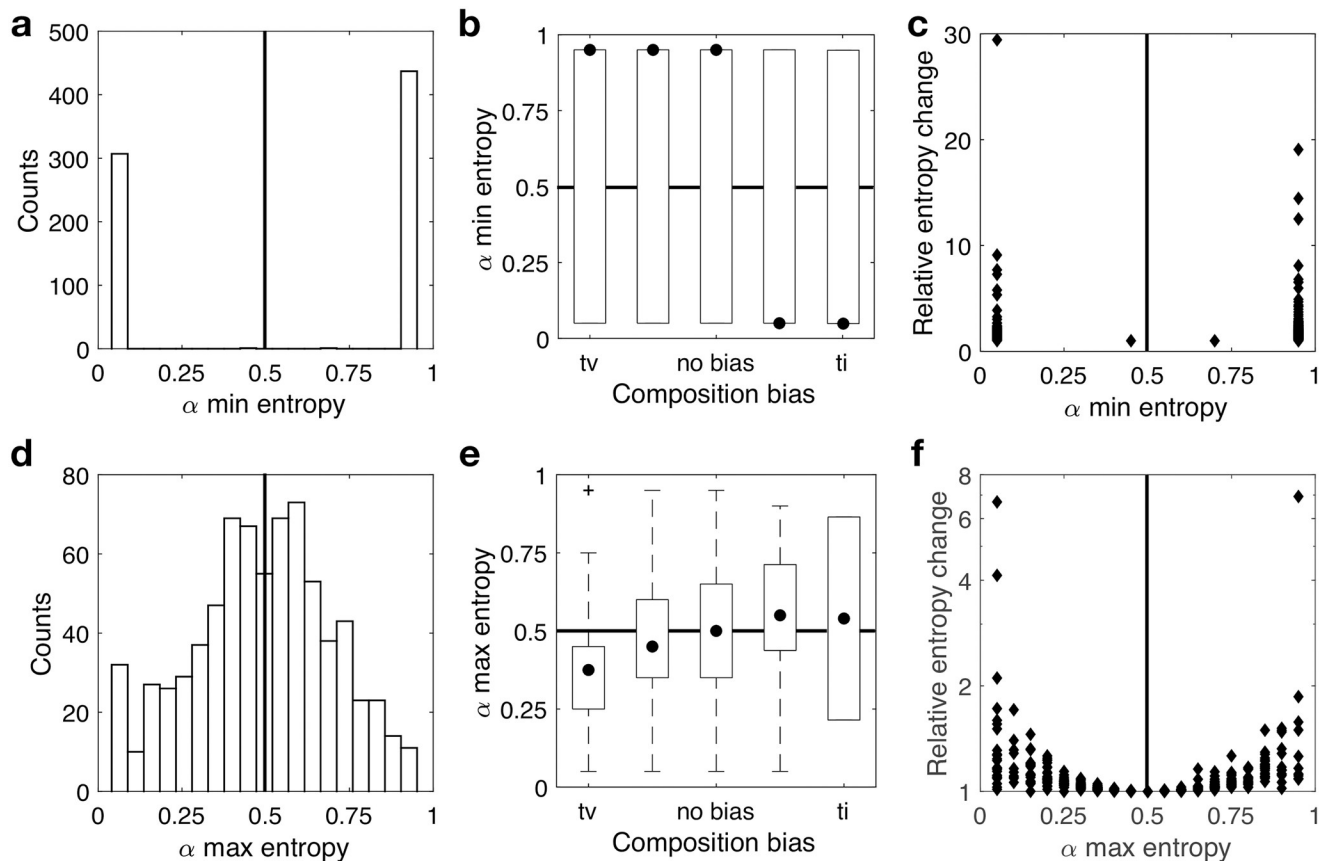 a
500
400
300
200
100
0
Counts
0 0.25 0.5 0.75 1
α min entropy
b
1
0.75
0.5
0.25
0
α min entropy
tv no bias ti
Composition bias
c
30
20
10
0
Relative entropy change
0 0.25 0.5 0.75 1
α min entropy
d
80
60
40
20
0
Counts
0 0.25 0.5 0.75 1
α max entropy
e
1
0.75
0.5
0.25
0
α max entropy
tv no bias ti
Composition bias
f
8
6
4
2
1
Relative entropy change
0 0.25 0.5 0.75 1
α max entropy